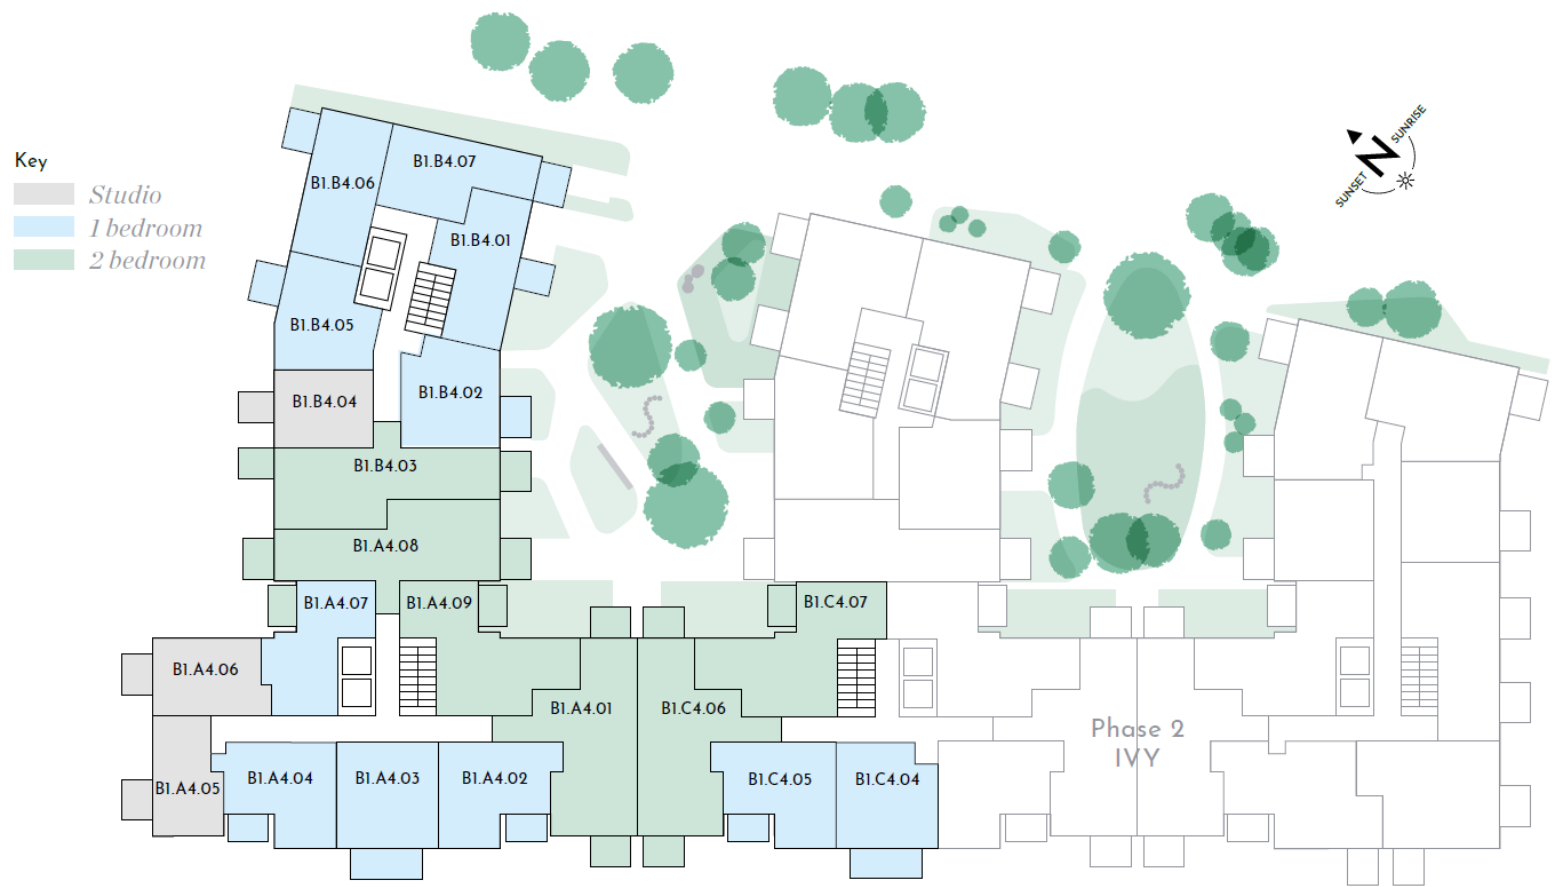 Key
Studio
1 bedroom
2 bedroom
SUNRISE
N
SUNSET
B1.B4.07
B1.B4.06
B1.B4.01
B1.B4.05
B1.B4.02
B1.B4.04
B1.B4.03
B1.A4.08
B1.A4.07
B1.A4.09
B1.C4.07
B1.A4.06
B1.A4.01
B1.C4.06
Phase 2
IVY
B1.A4.05
B1.A4.04
B1.A4.03
B1.A4.02
B1.C4.05
B1.C4.04